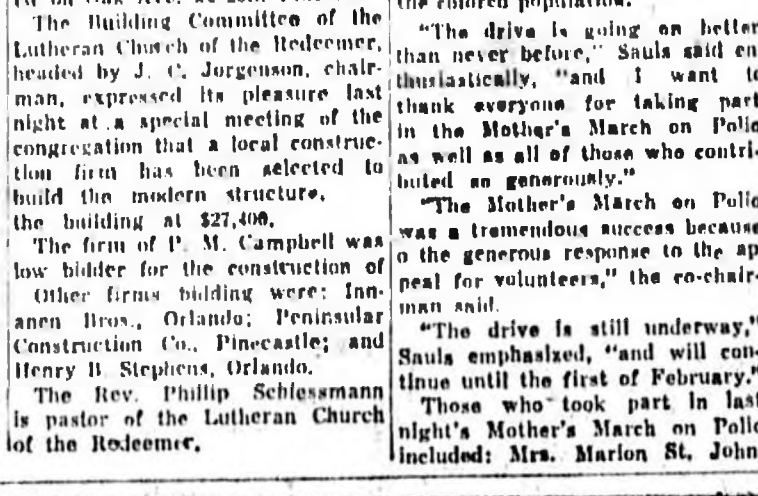 The Building Committee of the
Lutheran Church of the Redeemer,
headed by J. C. Jorgenson, chair-
man, expressed its pleasure last
night at a special meeting of the
congregation that a local construc-
tion firm has been selected to
build the modern structure.
the building at $27,400.
The firm of P. M. Campbell was
low bidder for the construction of
Other firms bidding were: Inn-
anen Bros., Orlando; Peninsular
Construction Co., Pinecastle; and
Henry B. Stephens, Orlando.
The Rev. Phillip Schlessmann
is pastor of the Lutheran Church
of the Redeemer.
the colored population.
"The drive is going on better
than never before," Sauls said en
thusiastically, "and I want to
thank everyone for taking part
in the Mother's March on Polio
as well as all of those who contri-
buted so generously."
"The Mother's March on Polio
was a tremendous success because
o the generous response to the ap
peal for volunteers," the co-chair-
man said.
"The drive is still underway,"
Sauls emphasized, "and will con-
tinue until the first of February."
Those who took part in last
night's Mother's March on Polio
included: Mrs. Marion St. John